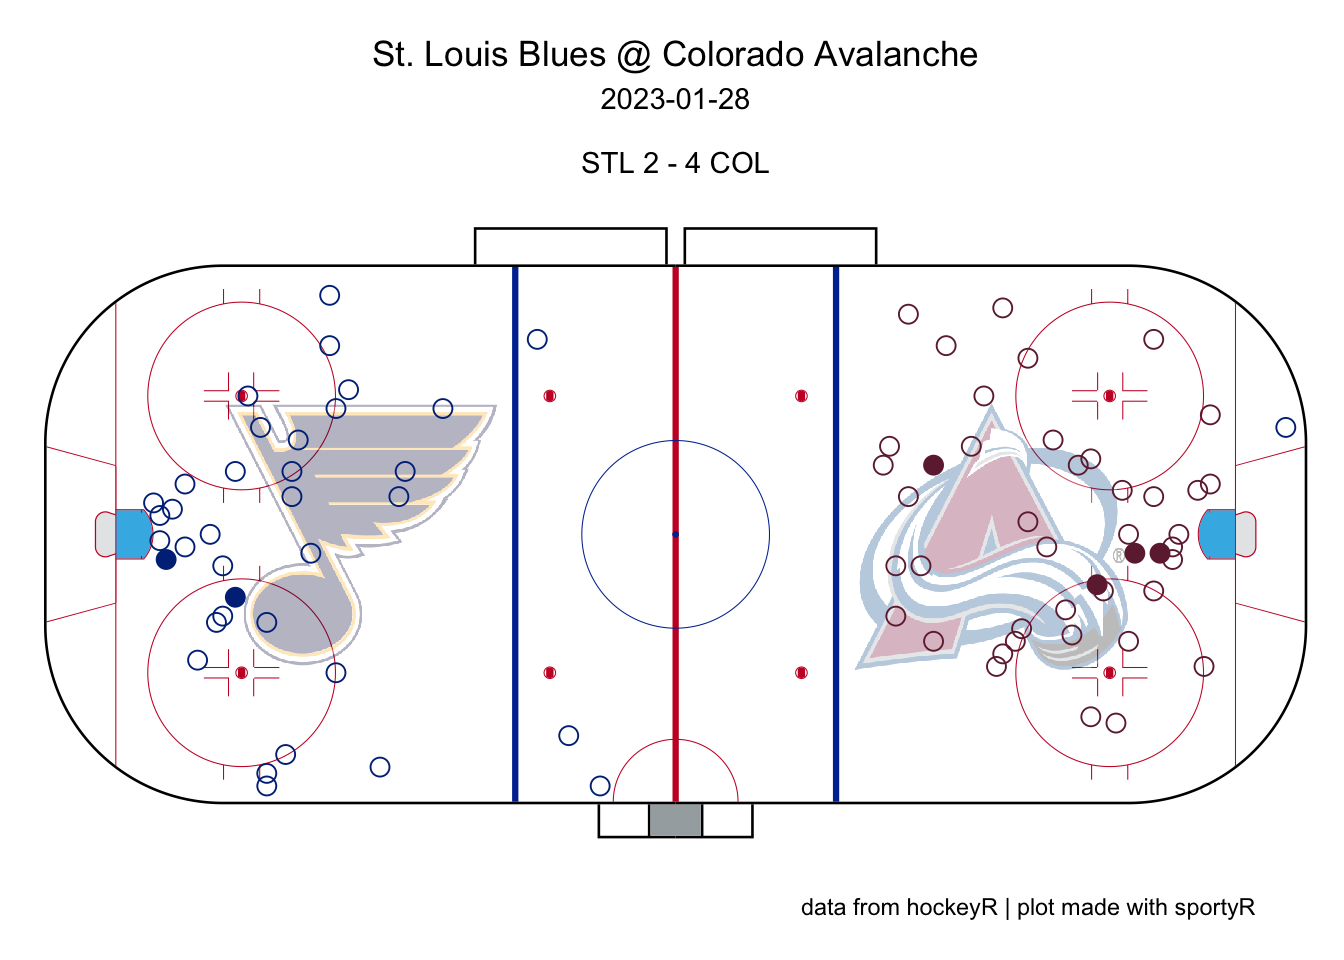 St. Louis Blues @ Colorado Avalanche
2023-01-28
STL 2 - 4 COL
®
data from hockeyR | plot made with sportyR